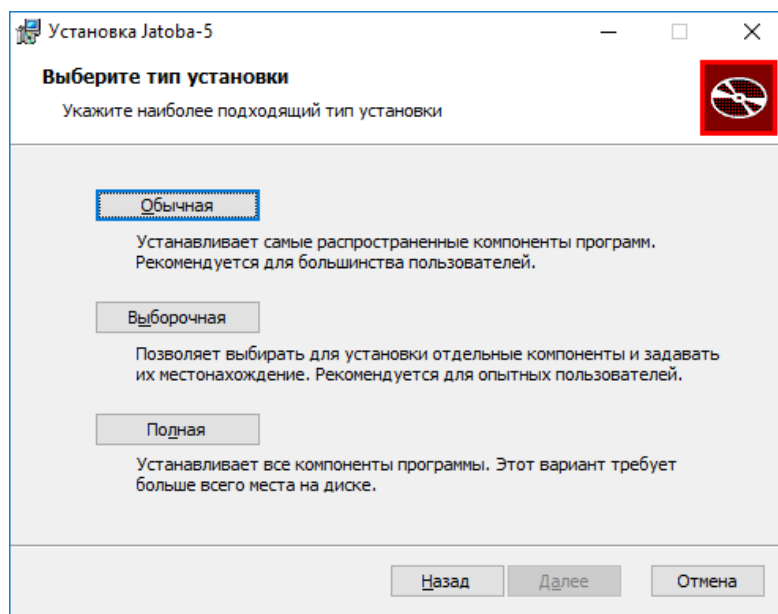 Установка Jatoba-5
Выберите тип установки
Укажите наиболее подходящий тип установки
Обычная
Устанавливает самые распространенные компоненты программ.
Рекомендуется для большинства пользователей.
Выборочная
Позволяет выбирать для установки отдельные компоненты и задавать
их местонахождение. Рекомендуется для опытных пользователей.
Полная
Устанавливает все компоненты программы. Этот вариант требует
больше всего места на диске.
Назад
Далее
Отмена